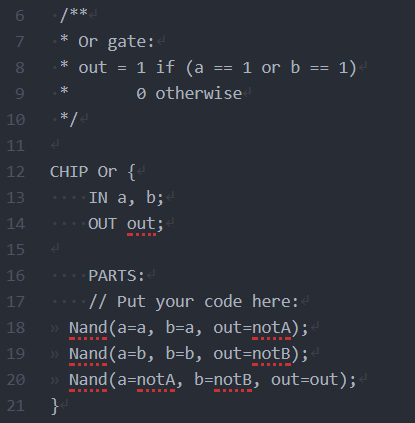 6 /**
7 * Or gate:
8 * out = 1 if (a == 1 or b == 1)
9 *       0 otherwise
10 */
11
12 CHIP Or {
13     IN a, b;
14     OUT out;
15
16     PARTS:
17     // Put your code here:
18 Nand(a=a, b=a, out=notA);
19 Nand(a=b, b=b, out=notB);
20 Nand(a=notA, b=notB, out=out);
21 }